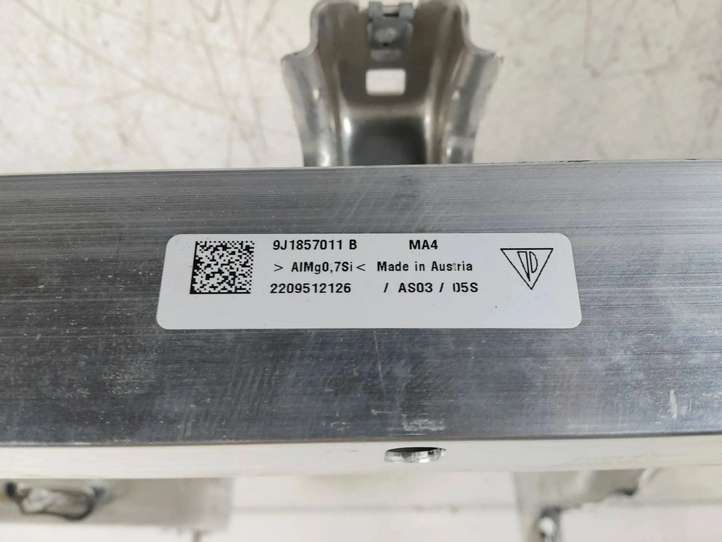 9J1857011 B MA4
> AlMg0,7Si < Made in Austria
2209512126 / AS03 / 05S